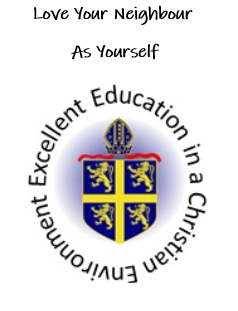 Love Your Neighbour
As Yourself
Excellent Education in a Christian Environment